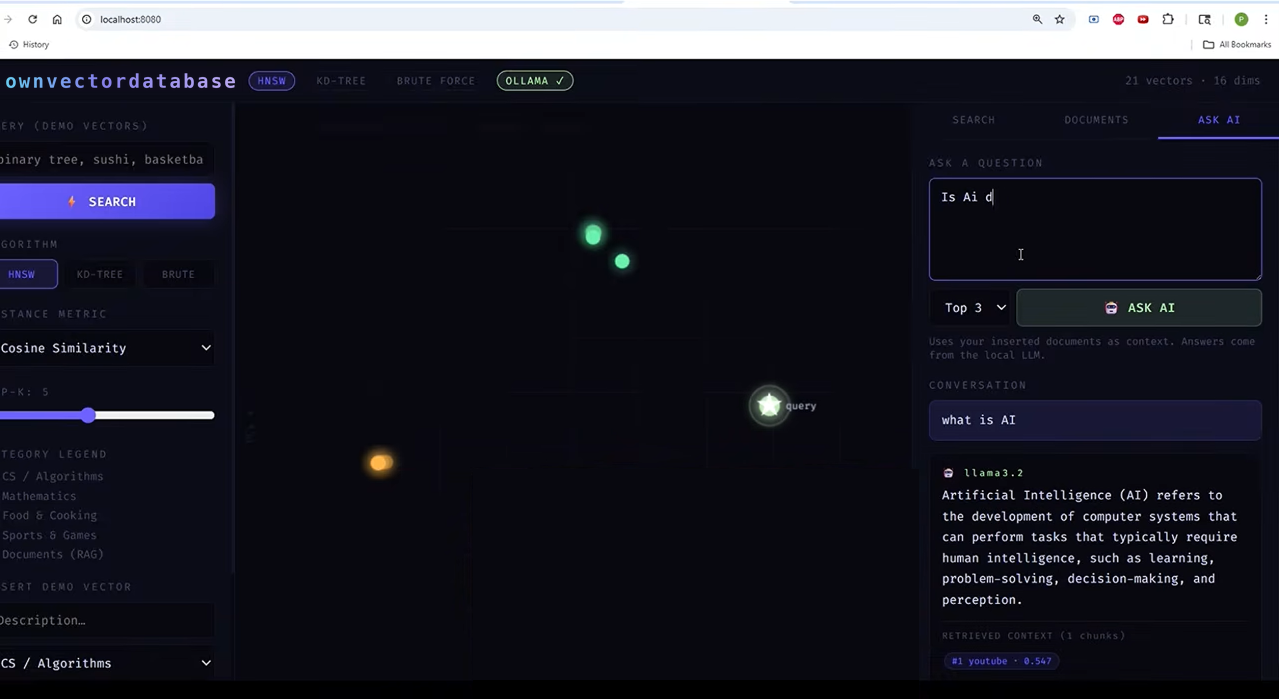 localhost:8080
History
All Bookmarks
ownvectordatabase HNSW KD-TREE BRUTE FORCE OLLAMA ✓ 21 vectors · 16 dims
ERY (DEMO VECTORS)
binary tree, sushi, basketba
⚡ SEARCH
GORITHM
HNSW KD-TREE BRUTE
STANCE METRIC
Cosine Similarity
P-K: 5
TEGORY LEGEND
CS / Algorithms
Mathematics
Food & Cooking
Sports & Games
Documents (RAG)
SERT DEMO VECTOR
Description…
CS / Algorithms
query
SEARCH DOCUMENTS ASK AI
ASK A QUESTION
Is Ai d
Top 3 ASK AI
Uses your inserted documents as context. Answers come
from the local LLM.
CONVERSATION
what is AI
llama3.2
Artificial Intelligence (AI) refers to
the development of computer systems that
can perform tasks that typically require
human intelligence, such as learning,
problem-solving, decision-making, and
perception.
RETRIEVED CONTEXT (1 chunks)
#1 youtube · 0.547